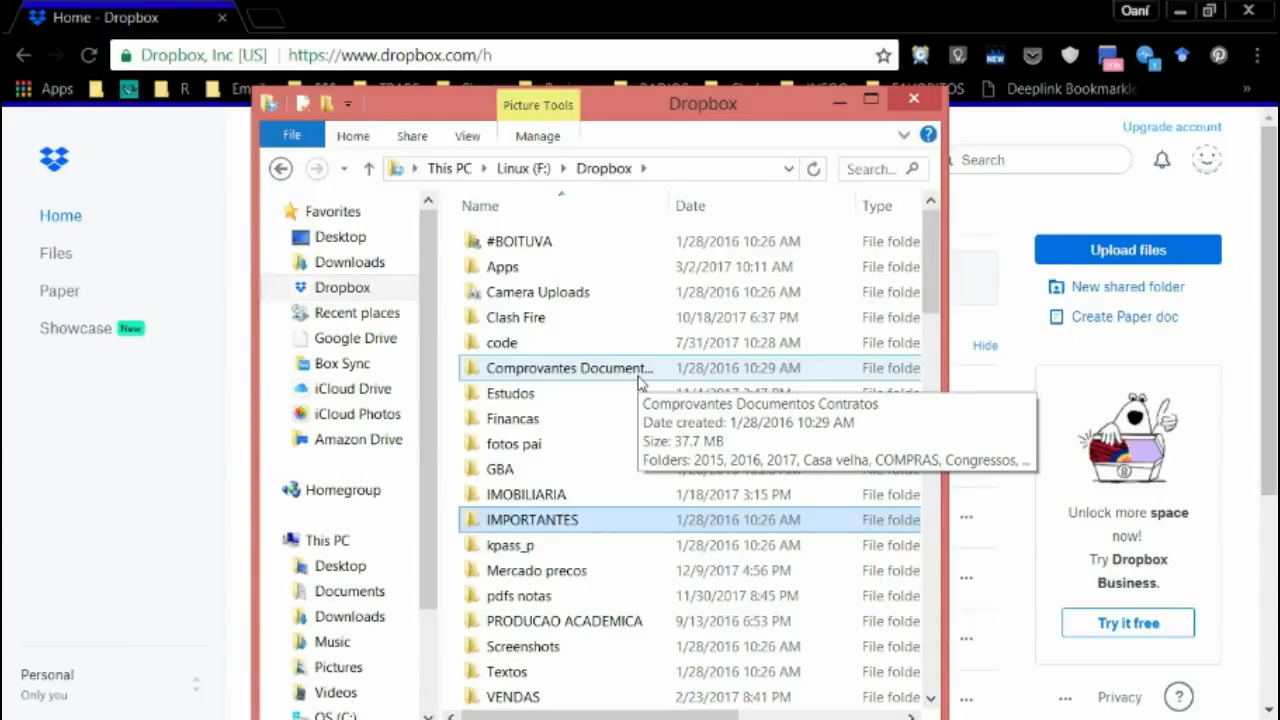 Home - Dropbox
Oanf
Dropbox, Inc [US] https://www.dropbox.com/h
NEW
Apps R Em
FAVORITOS Deeplink Bookmarkle »
Picture Tools Dropbox
File Home Share View Manage
This PC Linux (F:) Dropbox Search...
Upgrade account
Search
Home
Files
Paper
Showcase New
Personal
Only you
Favorites
Desktop
Downloads
Dropbox
Recent places
Google Drive
Box Sync
iCloud Drive
iCloud Photos
Amazon Drive
Homegroup
This PC
Desktop
Documents
Downloads
Music
Pictures
Videos
OS (C:)
Name Date Type
#BOITUVA 1/28/2016 10:26 AM File folde
Apps 3/2/2017 10:11 AM File folde
Camera Uploads 1/28/2016 10:26 AM File folde
Clash Fire 10/18/2017 6:37 PM File folde
code 7/31/2017 10:28 AM File folde
Comprovantes Document... 1/28/2016 10:29 AM File folde
Estudos
Financas
fotos pai
GBA
IMOBILIARIA 1/18/2017 3:15 PM File folde
IMPORTANTES 1/28/2016 10:26 AM File folde
kpass_p 1/28/2016 10:26 AM File folde
Mercado precos 12/9/2017 4:56 PM File folde
pdfs notas 11/30/2017 8:45 PM File folde
PRODUCAO ACADEMICA 9/13/2016 6:53 PM File folde
Screenshots 1/28/2016 10:26 AM File folde
Textos 1/28/2016 10:26 AM File folde
VENDAS 2/23/2017 8:41 PM File folde
Comprovantes Documentos Contratos
Date created: 1/28/2016 10:29 AM
Size: 37.7 MB
Folders: 2015, 2016, 2017, Casa velha, COMPRAS, Congressos, ...
Upload files
New shared folder
Create Paper doc
Hide
Unlock more space
now!
Try Dropbox
Business.
Try it free
... Privacy ?